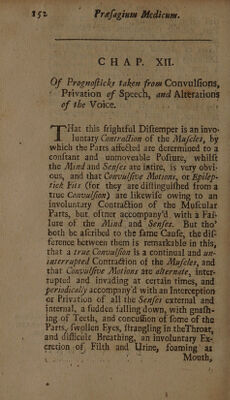 152 Præsagium Medicum.
CHAP. XII.
Of Prognosticks taken from Convulsions,
Privation of Speech, and Alterations
of the Voice.
THat this frightful Distemper is an invo-
luntary Contraction of the Muscles, by
which the Parts affected are determined to a
constant and unmoveable Posture, whilst
the Mind and Senses are intire, is very obvi-
ous, and that Convulsive Motions, or Epilep-
tick Fits (for they are distinguished from a
true Convulsion) are likewise owing to an
involuntary Contraction of the Muscular
Parts, but oftner accompany'd with a Fai-
lure of the Mind and Sense. But tho'
both be ascribed to the same Cause, the dif-
ference between them is remarkable in this,
that a true Convulsion is a continual and un-
interrupted Contraction of the Muscles, and
that Convulsive Motions are alternate, inter-
rupted and invading at certain times, and
periodically accompany'd with an Interception
or Privation of all the Senses external and
internal, a sudden falling down, with gnash-
ing of Teeth, and concussion of some of the
Parts, swollen Eyes, strangling in the Throat,
and difficult Breathing, an involuntary Ex-
cretion of Filth and Urine, foaming at
Mouth,